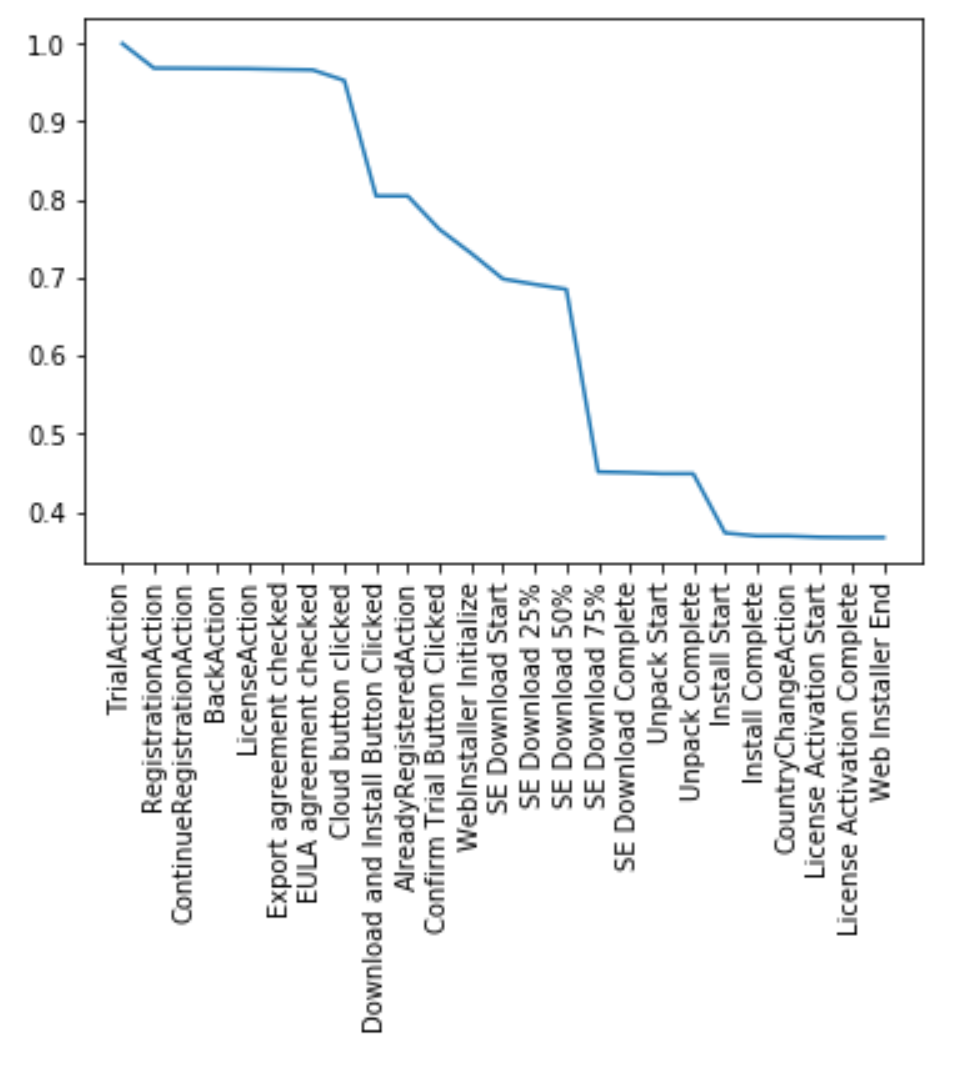 1.0
0.9
0.8
0.7
0.6
0.5
0.4
TrialAction
RegistrationAction
ContinueRegistrationAction
BackAction
LicenseAction
Export agreement checked
EULA agreement checked
Cloud button clicked
Download and Install Button Clicked
AlreadyRegisteredAction
Confirm Trial Button Clicked
WebInstaller Initialize
SE Download Start
SE Download 25%
SE Download 50%
SE Download 75%
SE Download Complete
Unpack Start
Unpack Complete
Install Start
Install Complete
CountryChangeAction
License Activation Start
License Activation Complete
Web Installer End